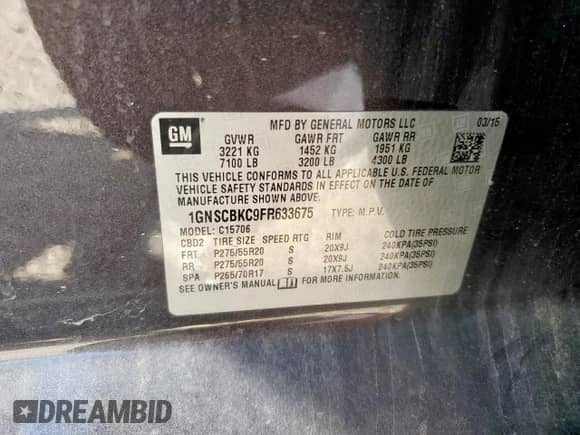 GM
MFD BY GENERAL MOTORS LLC 03/15
GVWR GAWR FRT GAWR RR
3221 KG 1452 KG 1951 KG
7100 LB 3200 LB 4300 LB
THIS VEHICLE CONFORMS TO ALL APPLICABLE U.S. FEDERAL MOTOR
VEHICLE SAFETY STANDARDS IN EFFECT ON THE DATE OF
MANUFACTURE SHOWN ABOVE.
1GNSCBKC9FR633675 TYPE: M.P.V.
MODEL: C15706
CBD2 TIRE SIZE SPEED RTG RIM COLD TIRE PRESSURE
FRT P275/55R20 S 20X9J 240KPA(35PSI)
RR P275/55R20 S 20X9J 240KPA(35PSI)
SPA P265/70R17 S 17X7.5J 240KPA(35PSI)
SEE OWNER'S MANUAL FOR MORE INFORMATION.
DREAMBID